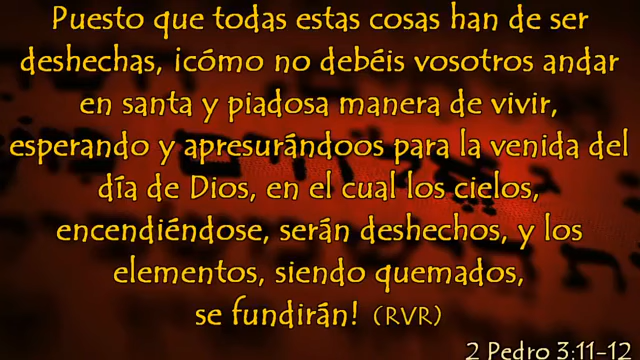 Puesto que todas estas cosas han de ser
deshechas, ¡cómo no debéis vosotros andar
en santa y piadosa manera de vivir,
esperando y apresurándoos para la venida del
día de Dios, en el cual los cielos,
encendiéndose, serán deshechos, y los
elementos, siendo quemados,
se fundirán! (RVR)
2 Pedro 3:11-12